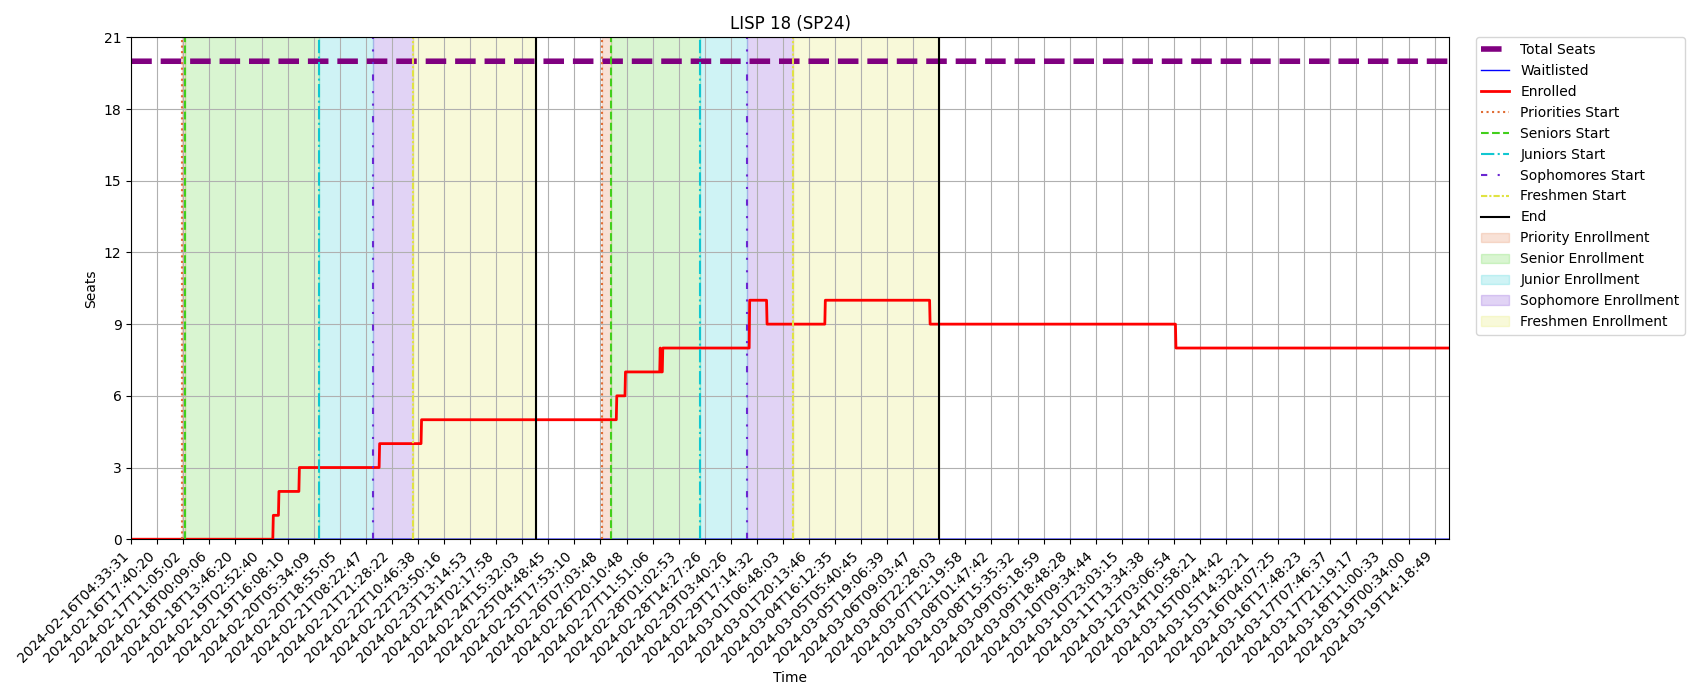 LISP 18 (SP24)
21
18
15
12
9
6
3
0
Seats
2024-02-16T04:33:31
2024-02-16T17:40:20
2024-02-17T11:05:02
2024-02-18T00:09:06
2024-02-18T13:46:20
2024-02-19T02:52:40
2024-02-19T16:08:10
2024-02-20T05:34:09
2024-02-20T18:55:05
2024-02-21T08:22:47
2024-02-21T21:28:22
2024-02-22T10:46:38
2024-02-22T23:50:16
2024-02-23T13:14:53
2024-02-24T02:17:58
2024-02-24T15:32:03
2024-02-25T04:48:45
2024-02-25T17:53:10
2024-02-26T07:03:48
2024-02-26T20:10:48
2024-02-27T11:51:06
2024-02-28T01:02:53
2024-02-28T14:27:26
2024-02-29T03:40:26
2024-02-29T17:14:32
2024-03-01T06:48:03
2024-03-01T20:13:46
2024-03-04T16:12:35
2024-03-05T05:40:45
2024-03-05T19:06:39
2024-03-06T09:03:47
2024-03-06T22:28:03
2024-03-07T12:19:58
2024-03-08T01:47:42
2024-03-08T15:35:32
2024-03-09T05:18:59
2024-03-09T18:48:28
2024-03-10T09:34:44
2024-03-10T23:03:15
2024-03-11T13:34:38
2024-03-12T03:06:54
2024-03-14T10:58:21
2024-03-15T00:44:42
2024-03-15T14:32:21
2024-03-16T04:07:25
2024-03-16T17:48:23
2024-03-17T07:46:37
2024-03-17T21:19:17
2024-03-18T11:00:33
2024-03-19T00:34:00
2024-03-19T14:18:49
Time
Total Seats
Waitlisted
Enrolled
Priorities Start
Seniors Start
Juniors Start
Sophomores Start
Freshmen Start
End
Priority Enrollment
Senior Enrollment
Junior Enrollment
Sophomore Enrollment
Freshmen Enrollment